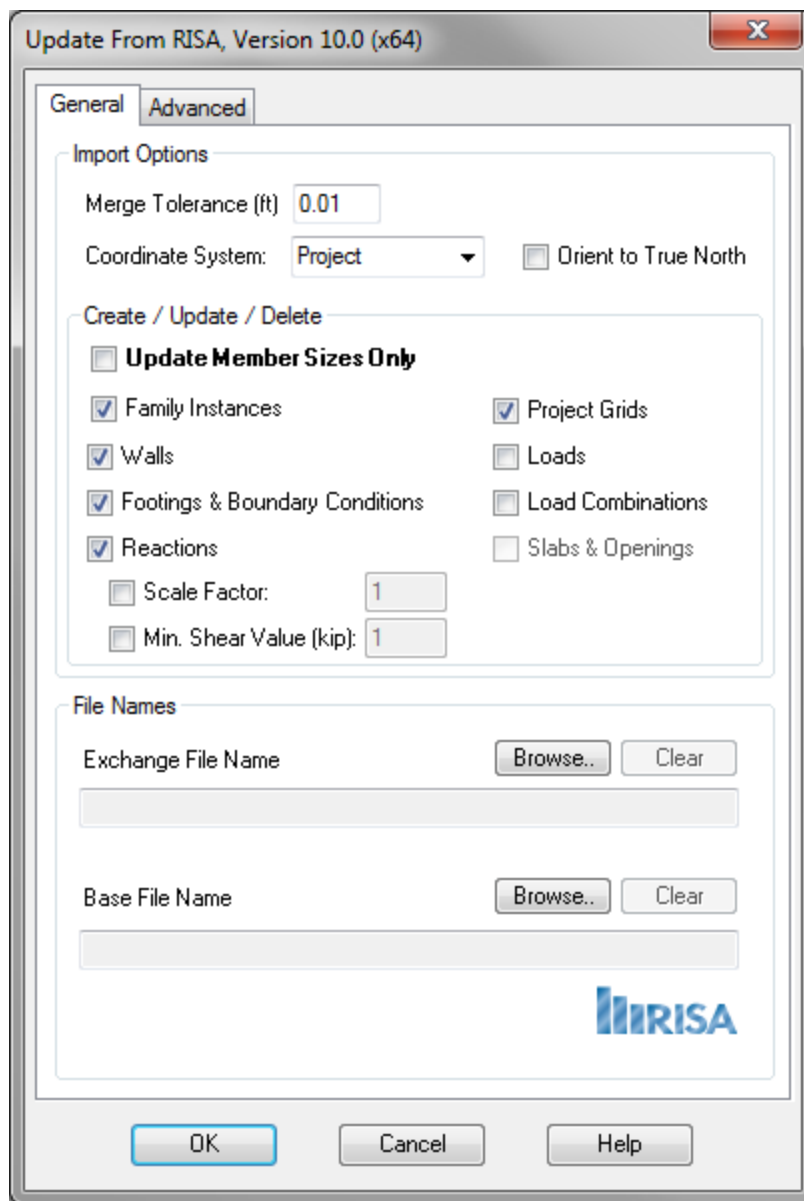 Update From RISA, Version 10.0 (x64)
X
General Advanced
Import Options
Merge Tolerance (ft) 0.01
Coordinate System: Project Orient to True North
Create / Update / Delete
Update Member Sizes Only
Family Instances Project Grids
Walls Loads
Footings & Boundary Conditions Load Combinations
Reactions Slabs & Openings
Scale Factor: 1
Min. Shear Value (kip): 1
File Names
Exchange File Name Browse.. Clear
Base File Name Browse.. Clear
RISA
OK Cancel Help